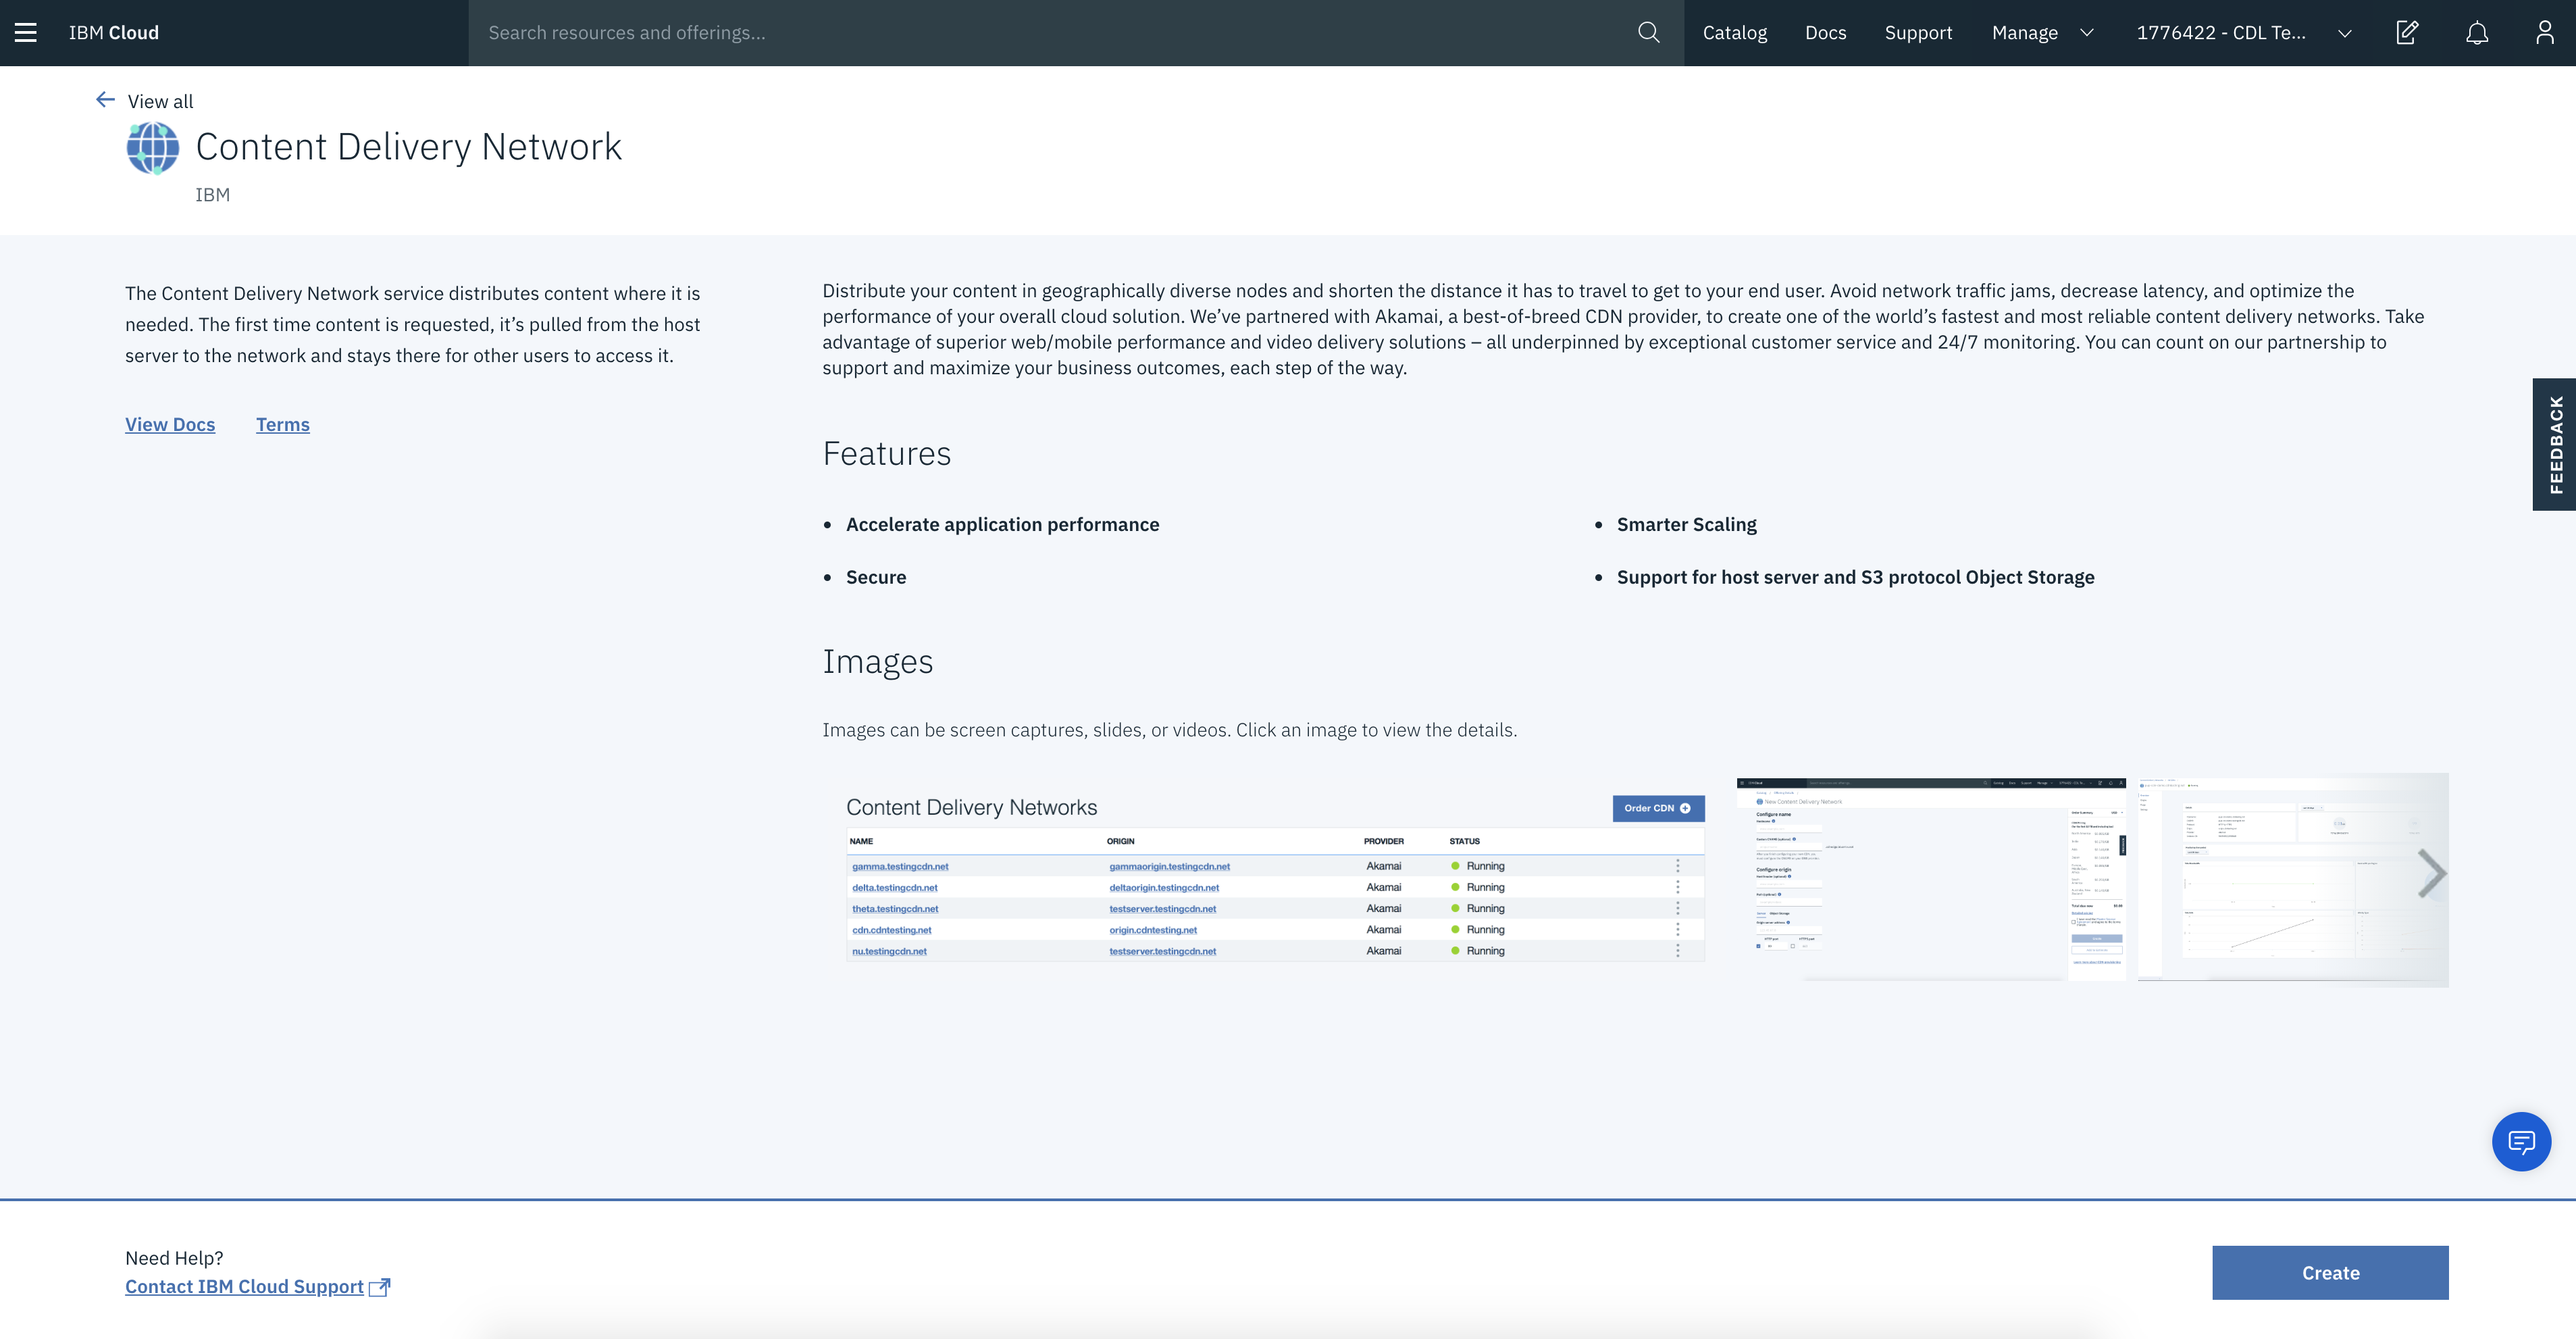 IBM Cloud
Search resources and offerings...
Catalog
Docs
Support
Manage
1776422 - CDL Te...
View all
Content Delivery Network
IBM
The Content Delivery Network service distributes content where it is
needed. The first time content is requested, it’s pulled from the host
server to the network and stays there for other users to access it.
View Docs
Terms
Distribute your content in geographically diverse nodes and shorten the distance it has to travel to get to your end user. Avoid network traffic jams, decrease latency, and optimize the
performance of your overall cloud solution. We’ve partnered with Akamai, a best-of-breed CDN provider, to create one of the world’s fastest and most reliable content delivery networks. Take
advantage of superior web/mobile performance and video delivery solutions – all underpinned by exceptional customer service and 24/7 monitoring. You can count on our partnership to
support and maximize your business outcomes, each step of the way.
FEEDBACK
Features
Accelerate application performance
Smarter Scaling
Secure
Support for host server and S3 protocol Object Storage
Images
Images can be screen captures, slides, or videos. Click an image to view the details.
Content Delivery Networks
Order CDN
NAME ORIGIN PROVIDER STATUS
gamma.testingcdn.net gammaorigin.testingcdn.net Akamai Running
delta.testingcdn.net deltaorigin.testingcdn.net Akamai Running
theta.testingcdn.net testserver.testingcdn.net Akamai Running
cdn.cdntesting.net origin.cdntesting.net Akamai Running
nu.testingcdn.net testserver.testingcdn.net Akamai Running
New Content Delivery Network
Configure name
Configure origin
Need Help?
Contact IBM Cloud Support
Create